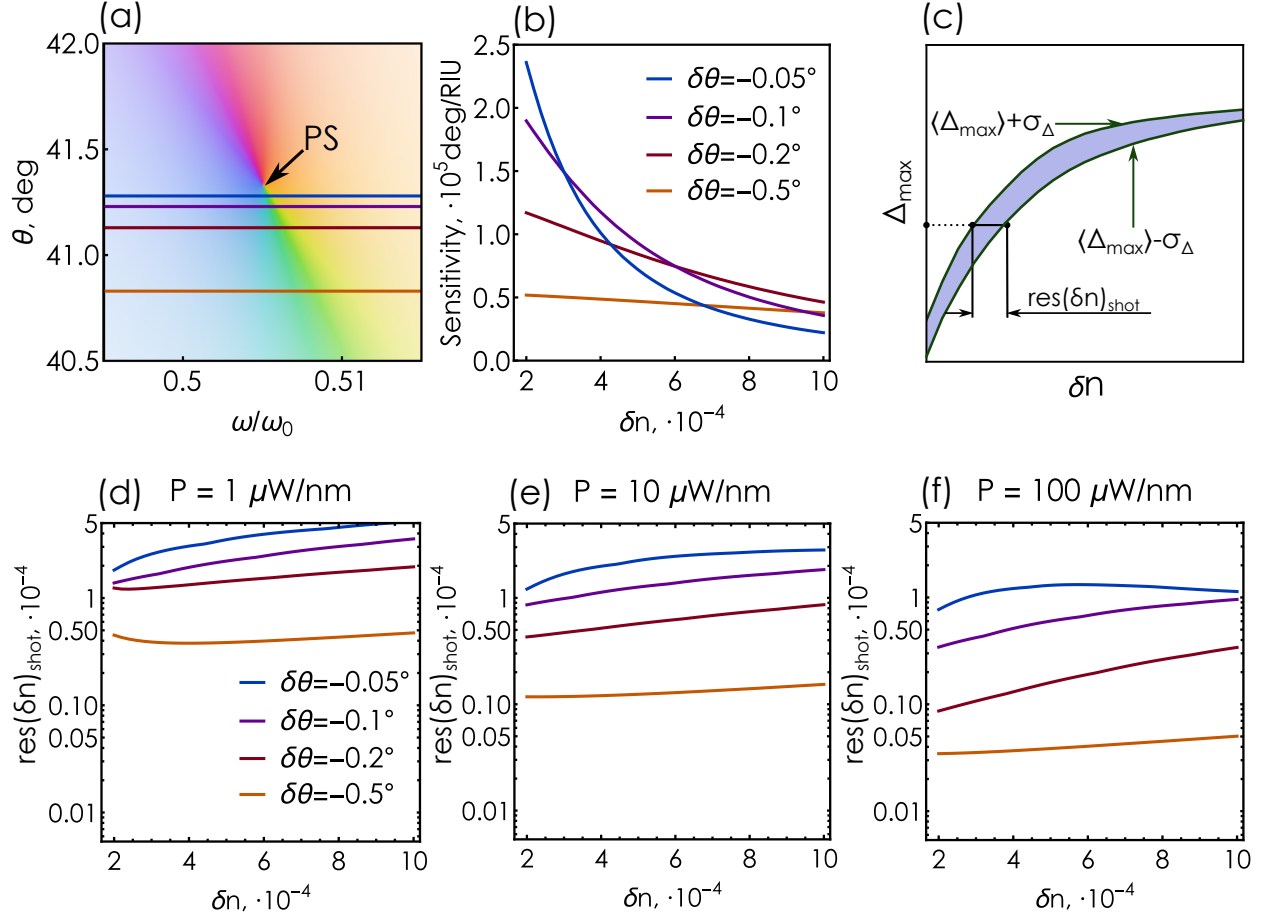 (a)
42.0
41.5
41.0
40.5
θ, deg
PS
0.5
0.51
ω/ω₀
(b)
2.5
2.0
1.5
1.0
0.5
0.0
Sensitivity, ·10⁵deg/RIU
δθ=−0.05°
δθ=−0.1°
δθ=−0.2°
δθ=−0.5°
2
4
6
8
10
δn, ·10⁻⁴
(c)
Δmax
⟨Δmax⟩+σΔ
⟨Δmax⟩-σΔ
res(δn)shot
δn
(d)
P = 1 µW/nm
5
1
0.50
0.10
0.05
0.01
res(δn)shot, ·10⁻⁴
δθ=−0.05°
δθ=−0.1°
δθ=−0.2°
δθ=−0.5°
2
4
6
8
10
δn, ·10⁻⁴
(e)
P = 10 µW/nm
5
1
0.50
0.10
0.05
0.01
res(δn)shot, ·10⁻⁴
2
4
6
8
10
δn, ·10⁻⁴
(f)
P = 100 µW/nm
5
1
0.50
0.10
0.05
0.01
res(δn)shot, ·10⁻⁴
2
4
6
8
10
δn, ·10⁻⁴